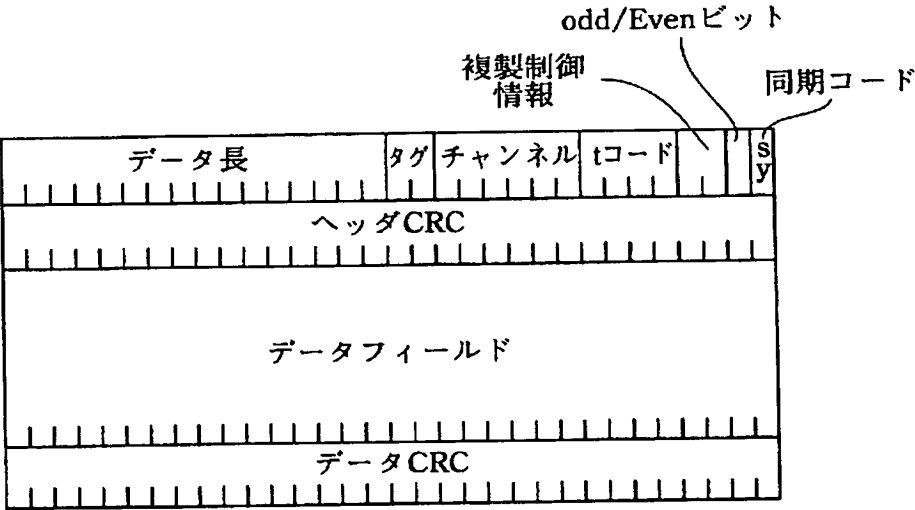 odd/Evenビット
複製制御
情報
同期コード
データ長
タグ
チャンネル
tコード
sy
ヘッダCRC
データフィールド
データCRC